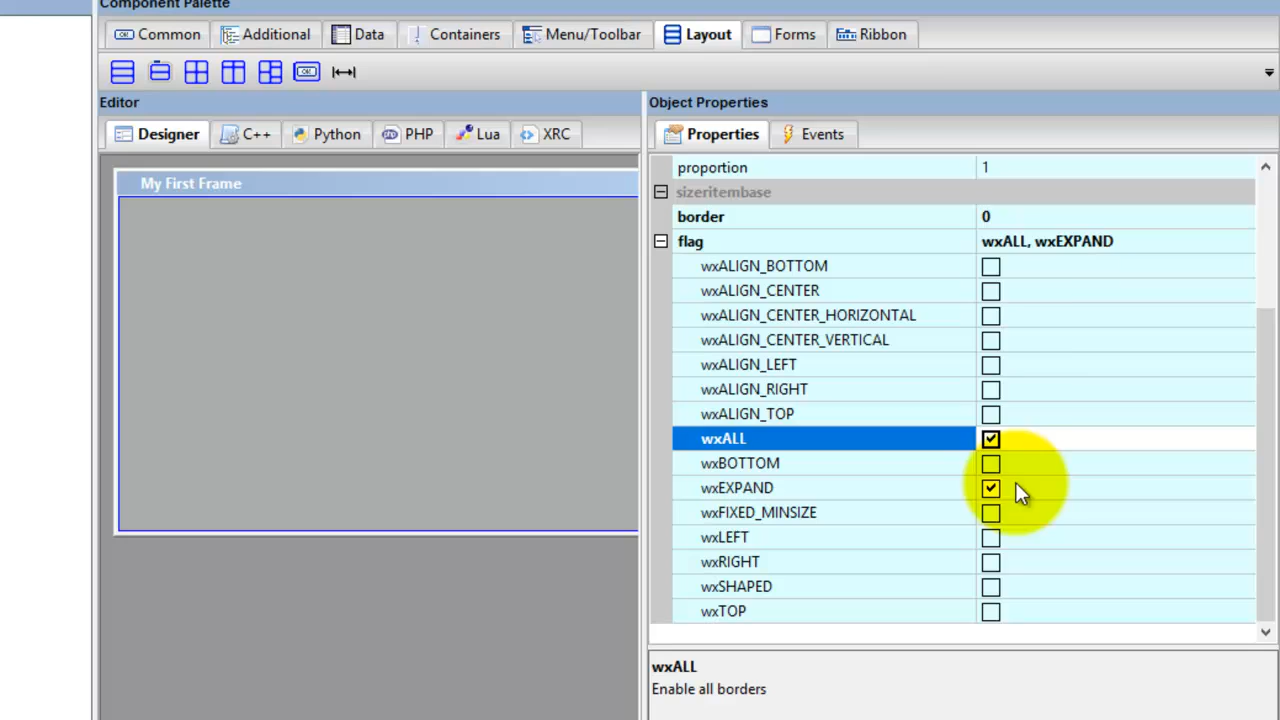 Component Palette
Common Additional Data Containers Menu/Toolbar Layout Forms Ribbon
OK
Editor
Designer C++ Python PHP Lua XRC
My First Frame
Object Properties
Properties Events
proportion 1
sizeritembase
border 0
flag wxALL, wxEXPAND
wxALIGN_BOTTOM
wxALIGN_CENTER
wxALIGN_CENTER_HORIZONTAL
wxALIGN_CENTER_VERTICAL
wxALIGN_LEFT
wxALIGN_RIGHT
wxALIGN_TOP
wxALL
wxBOTTOM
wxEXPAND
wxFIXED_MINSIZE
wxLEFT
wxRIGHT
wxSHAPED
wxTOP
wxALL
Enable all borders